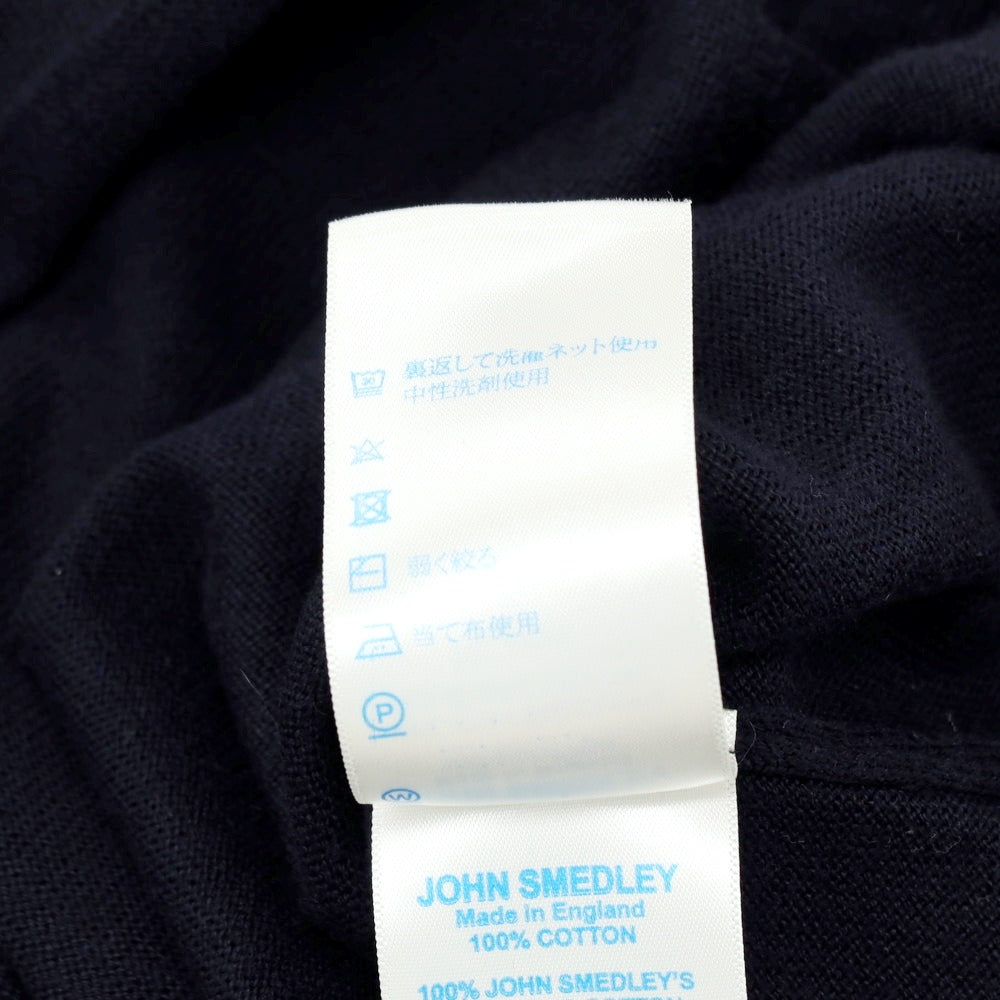 裏返して洗濯ネット使用
30
中性洗剤使用
弱く絞る
当て布使用
P
W
JOHN SMEDLEY
Made in England
100% COTTON
100% JOHN SMEDLEY'S